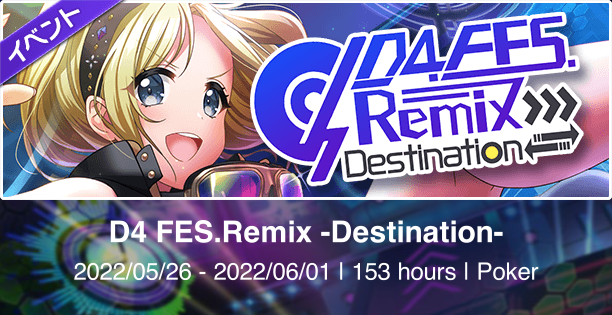 イベント
D4 FES.
Remix
Destination
D4 FES.Remix -Destination-
2022/05/26 - 2022/06/01 | 153 hours | Poker